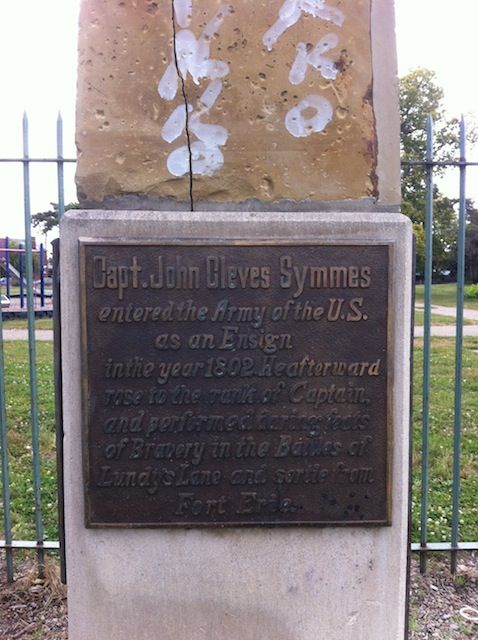 Capt. John Cleves Symmes
entered the Army of the U.S.
as an Ensign
in the year 1802. He afterward
rose to the rank of Captain,
and performed daring feats
of Bravery in the Battles of
Lundy's Lane and sortie from
Fort Erie.